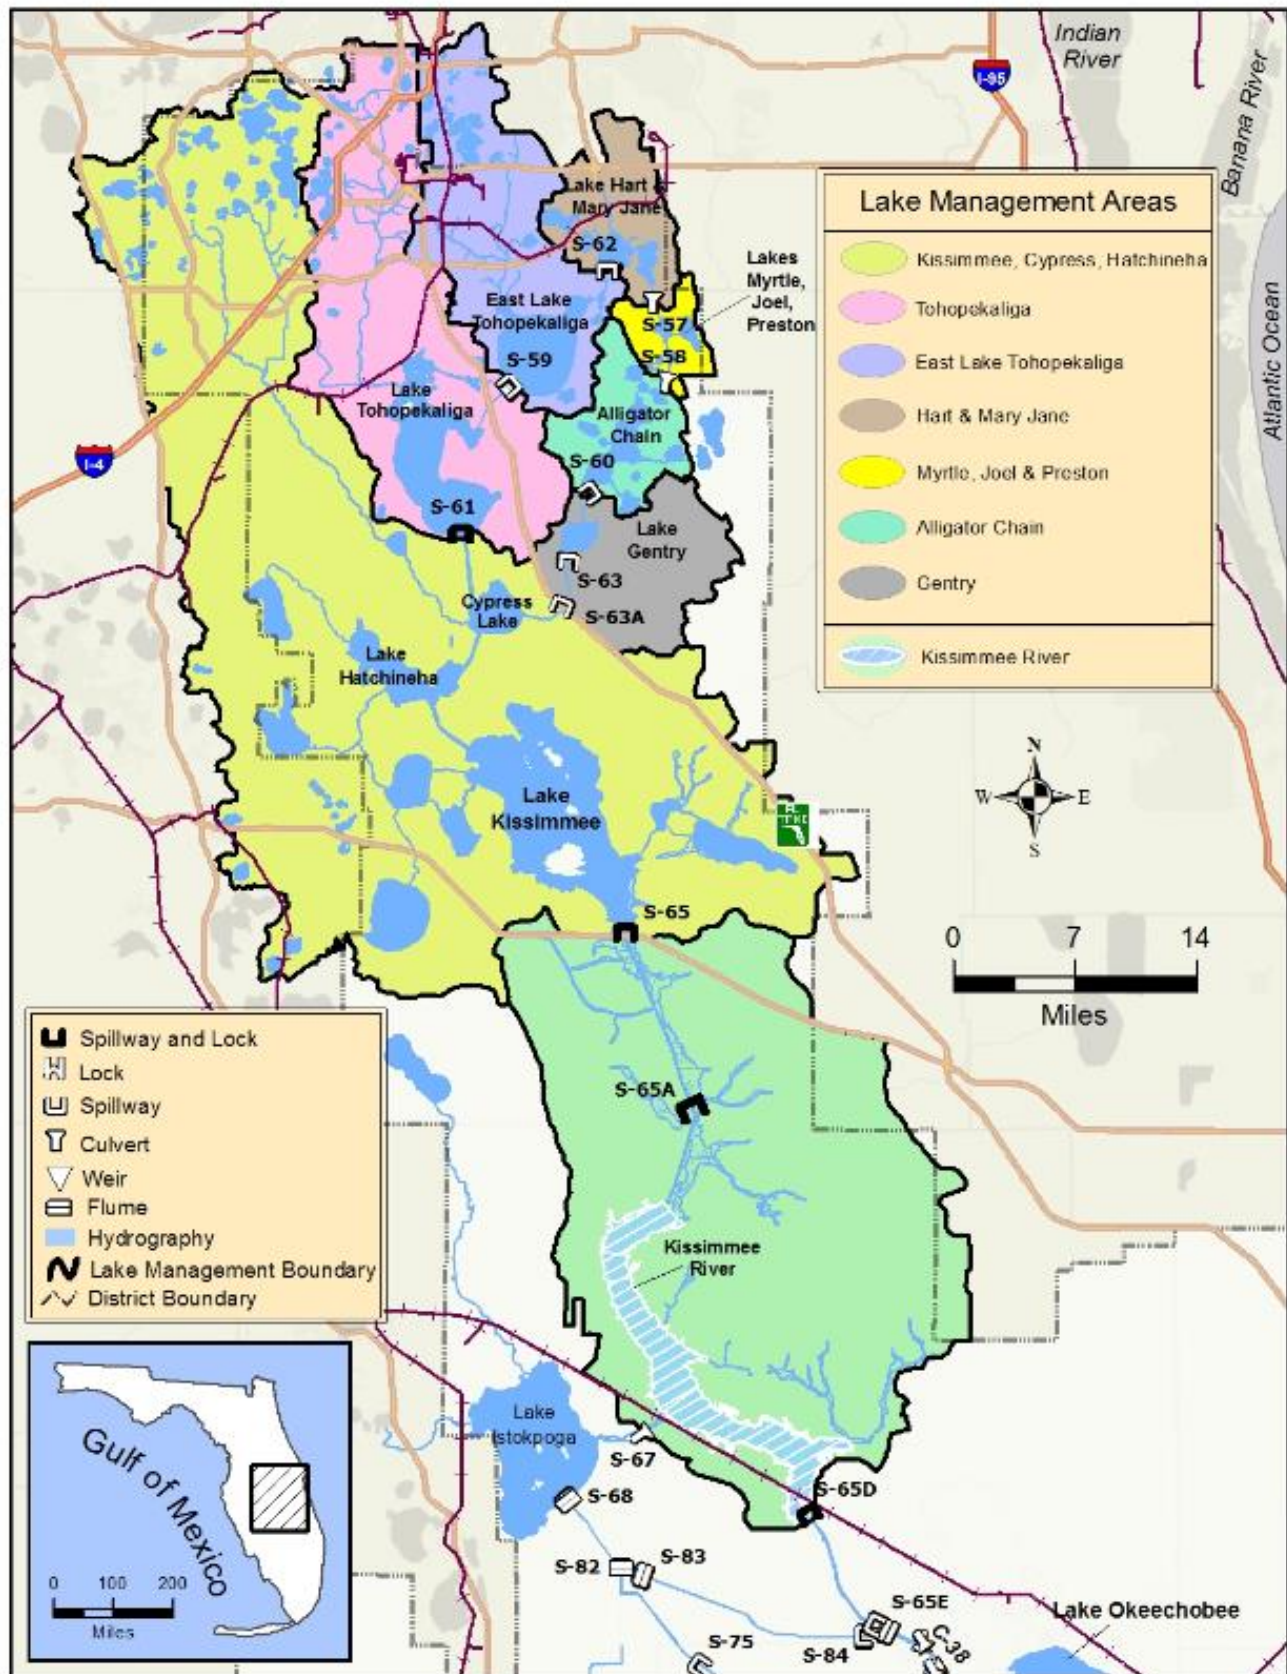 Indian
River
I-95
Banana River
Atlantic Ocean
Lake Management Areas
Kissimmee, Cypress, Hatchineha
Tohopekaliga
East Lake Tohopekaliga
Hart & Mary Jane
Myrtle, Joel & Preston
Alligator Chain
Gentry
Kissimmee River
Lake Hart
Mary Jane
S-62
Lakes
Myrtle,
Joel,
Preston
S-57
S-58
East Lake
Tohopekaliga
S-59
Lake
Tohopekaliga
Alligator
Chain
S-60
I-4
S-61
Lake
Gentry
S-63
S-63A
Cypress
Lake
Lake
Hatchineha
Lake
Kissimmee
N
W
E
S
S-65
0 7 14
Miles
Spillway and Lock
Lock
Spillway
Culvert
Weir
Flume
Hydrography
Lake Management Boundary
District Boundary
S-65A
Kissimmee
River
Lake
Istokpoga
S-67
S-68
S-65D
S-82
S-83
S-65E
S-84
C-38
S-75
Lake Okeechobee
Gulf of Mexico
0 100 200
Miles